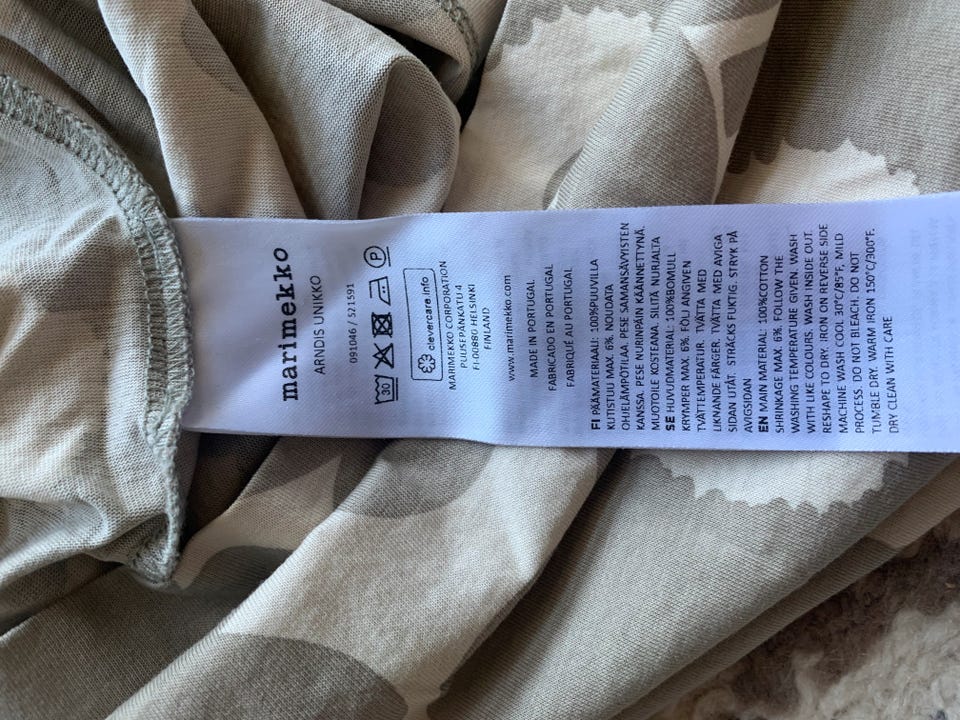 marimekko
ARNDIS UNIKKO
091046 / S21591
30 P
clevercare.info
MARIMEKKO CORPORATION
PUUSEPÄNKATU 4
FI-00880 HELSINKI
FINLAND
www.marimekko.com
MADE IN PORTUGAL
FABRICADO EN PORTUGAL
FABRIQUÉ AU PORTUGAL
FI PÄÄMATERIAALI: 100%PUUVILLA
KUTISTUU MAX. 6%. NOUDATA
OHJELÄMPÖTILAA. PESE SAMANSÄVYISTEN
KANSSA. PESE NURINPÄIN KÄÄNNETTYNÄ.
MUOTOILE KOSTEANA. SILITÄ NURJALTA
SE HUVUDMATERIAL: 100%BOMULL
KRYMPER MAX. 6%. FÖLJ ANGIVEN
TVÄTTEMPERATUR. TVÄTTA MED
LIKNANDE FÄRGER. TVÄTTA MED AVIGA
SIDAN UTÅT. STRÄCKS FUKTIG. STRYK PÅ
AVIGSIDAN
EN MAIN MATERIAL: 100%COTTON
SHRINKAGE MAX. 6%. FOLLOW THE
WASHING TEMPERATURE GIVEN. WASH
WITH LIKE COLOURS. WASH INSIDE OUT.
RESHAPE TO DRY. IRON ON REVERSE SIDE
MACHINE WASH COOL 30°C/85°F, MILD
PROCESS DO NOT BLEACH. DO NOT
TUMBLE DRY. WARM IRON 150°C/300°F.
DRY CLEAN WITH CARE